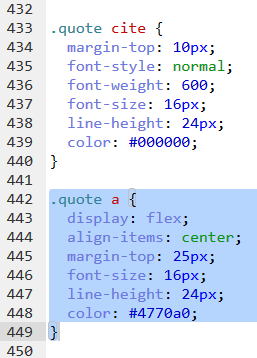 432
433 .quote cite {
434   margin-top: 10px;
435   font-style: normal;
436   font-weight: 600;
437   font-size: 16px;
438   line-height: 24px;
439   color: #000000;
440 }
441
442 .quote a {
443   display: flex;
444   align-items: center;
445   margin-top: 25px;
446   font-size: 16px;
447   line-height: 24px;
448   color: #4770a0;
449 }
450